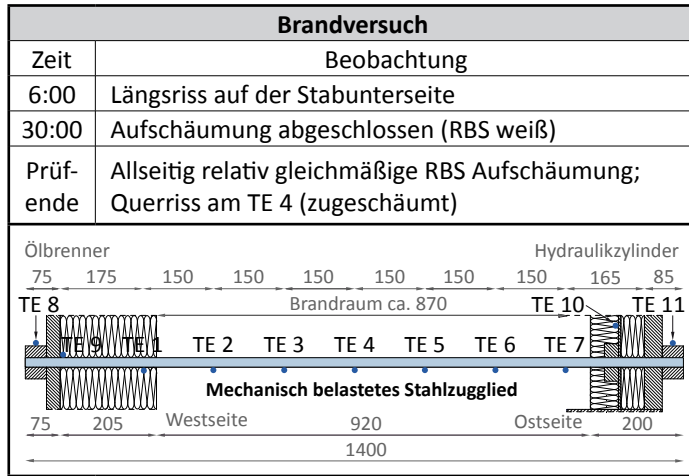 Brandversuch
Zeit Beobachtung
6:00 Längsriss auf der Stabunterseite
30:00 Aufschäumung abgeschlossen (RBS weiß)
Prüf- Allseitig relativ gleichmäßige RBS Aufschäumung;
ende Querriss am TE 4 (zugeschäumt)
Ölbrenner Hydraulikzylinder
75 175 150 150 150 150 150 150 165 85
TE 8 Brandraum ca. 870 TE 10 TE 11
TE 9 TE 1 TE 2 TE 3 TE 4 TE 5 TE 6 TE 7
Mechanisch belastetes Stahlzugglied
75 205 Westseite 920 Ostseite 200
1400